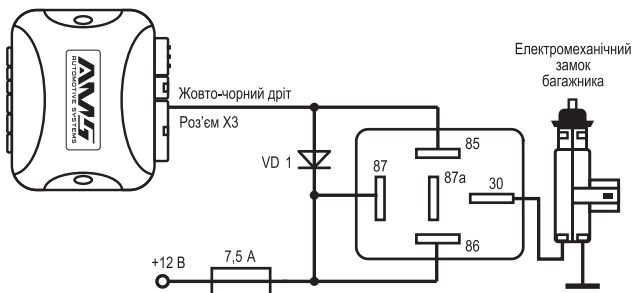 Електромеханічний
замок
багажника
AMS
AUTOMOTIVE SYSTEMS
Жовто-чорний дріт
Роз'єм X3
85
VD 1
87
87a
30
86
+12 В
7,5 А